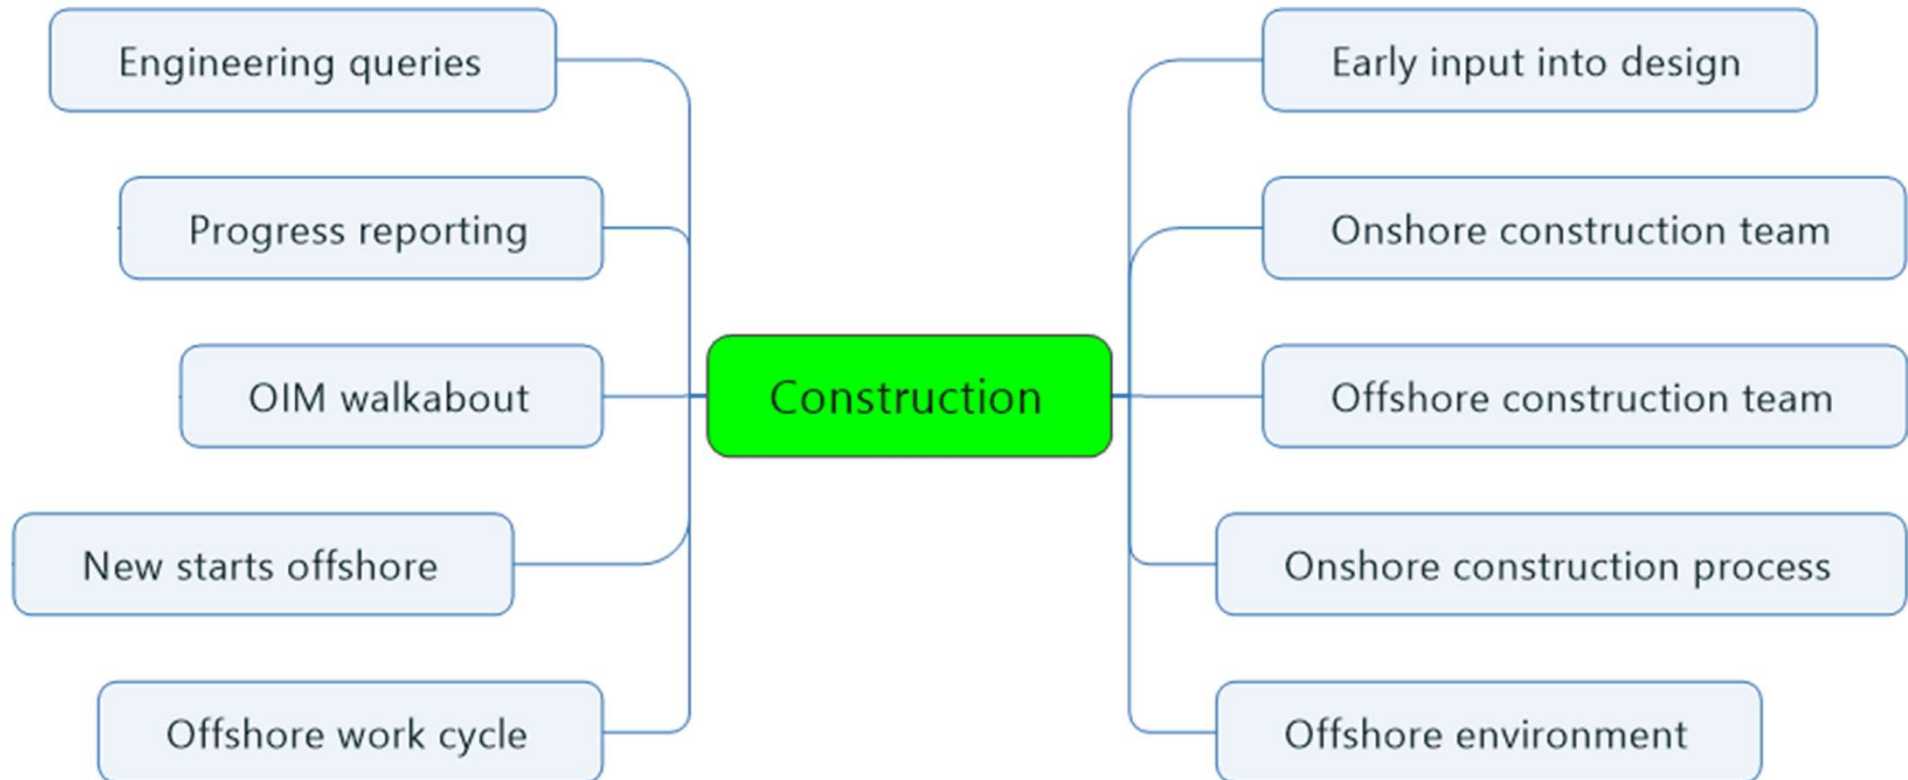 Engineering queries
Early input into design
Progress reporting
Onshore construction team
OIM walkabout
Construction
Offshore construction team
New starts offshore
Onshore construction process
Offshore work cycle
Offshore environment